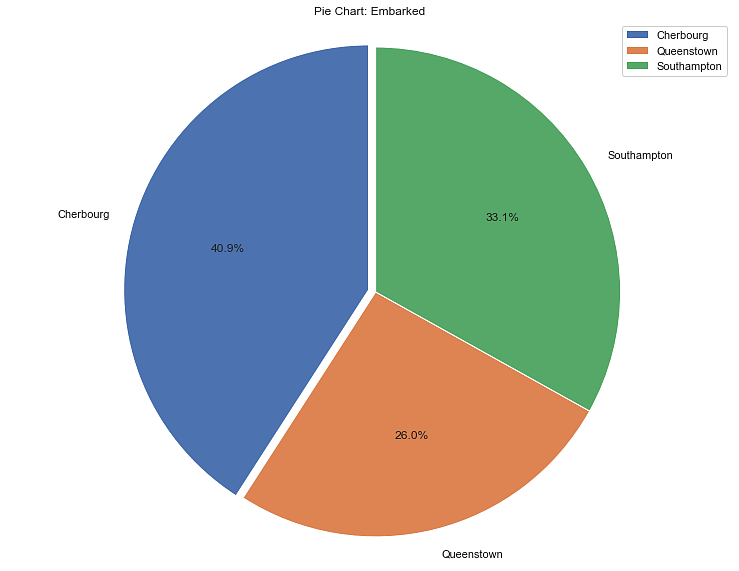 Pie Chart: Embarked
Cherbourg
Queenstown
Southampton
Southampton
Cherbourg
33.1%
40.9%
26.0%
Queenstown